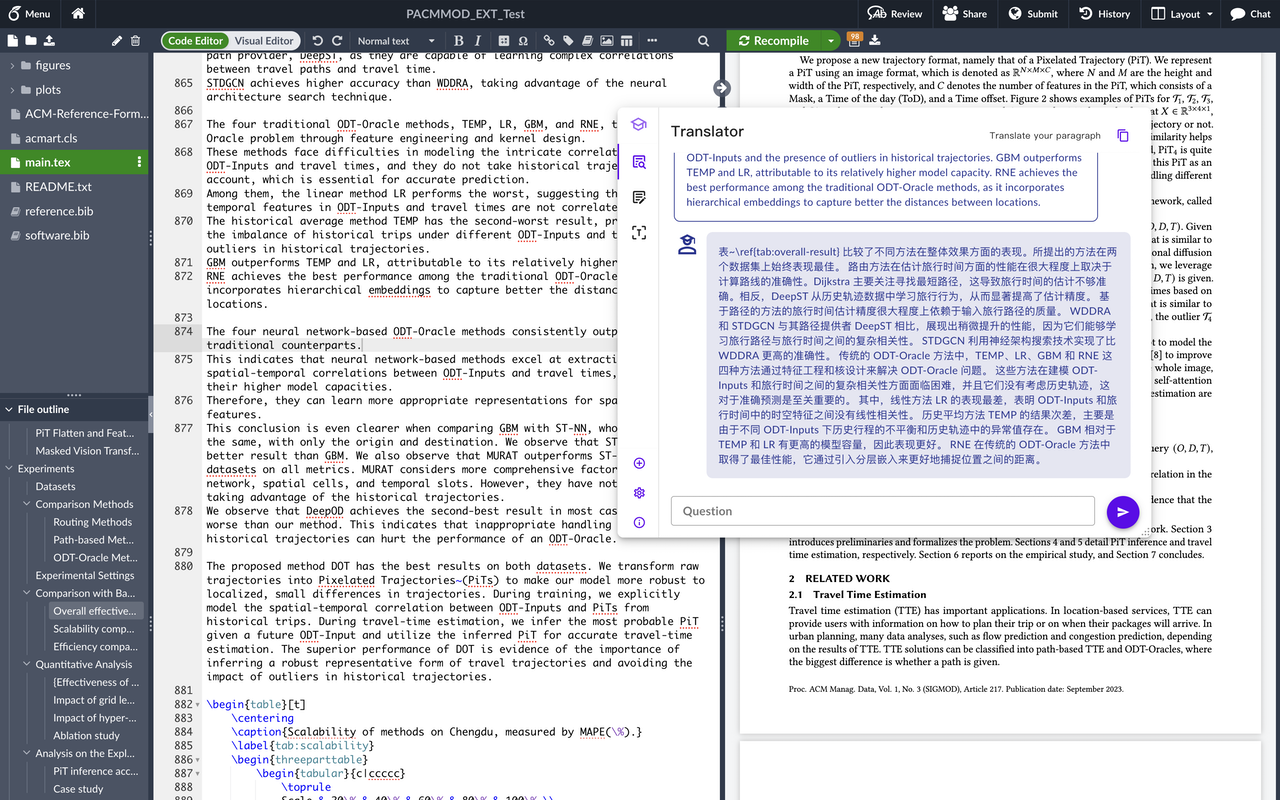 Menu
PACMMOD_EXT_Test
Review
Share
Submit
History
Layout
Chat
Code Editor
Visual Editor
Normal text
B
I
Ω
Recompile
98
figures
plots
ACM-Reference-Form...
acmart.cls
main.tex
README.txt
reference.bib
software.bib
File outline
PiT Flatten and Feat...
Masked Vision Transf...
Experiments
Datasets
Comparison Methods
Routing Methods
Path-based Met...
ODT-Oracle Met...
Experimental Settings
Comparison with Ba...
Overall effective...
Scalability comp...
Efficiency compa...
Quantitative Analysis
{Effectiveness of ...
Impact of grid le...
Impact of hyper-...
Ablation study
Analysis on the Expl...
PiT inference acc...
Case study
path provider, DeepST, as they are capable of learning complex correlations
between travel paths and travel time.
865 STDGCN achieves higher accuracy than WDDRA, taking advantage of the neural
architecture search technique.
866
867 The four traditional ODT-Oracle methods, TEMP, LR, GBM, and RNE, t
Oracle problem through feature engineering and kernel design.
868 These methods face difficulties in modeling the intricate correlat
ODT-Inputs and travel times, and they do not take historical traje
account, which is essential for accurate prediction.
869 Among them, the linear method LR performs the worst, suggesting th
temporal features in ODT-Inputs and travel times are not correlate
870 The historical average method TEMP has the second-worst result, pr
the imbalance of historical trips under different ODT-Inputs and t
outliers in historical trajectories.
871 GBM outperforms TEMP and LR, attributable to its relatively higher
872 RNE achieves the best performance among the traditional ODT-Oracle
incorporates hierarchical embeddings to capture better the distanc
locations.
873
874 The four neural network-based ODT-Oracle methods consistently outp
traditional counterparts.
875 This indicates that neural network-based methods excel at extracti
spatial-temporal correlations between ODT-Inputs and travel times,
their higher model capacities.
876 Therefore, they can learn more appropriate representations for spa
features.
877 This conclusion is even clearer when comparing GBM with ST-NN, who
the same, with only the origin and destination. We observe that ST
better result than GBM. We also observe that MURAT outperforms ST-
datasets on all metrics. MURAT considers more comprehensive factor
network, spatial cells, and temporal slots. However, they have not
taking advantage of the historical trajectories.
878 We observe that DeepOD achieves the second-best result in most cas
worse than our method. This indicates that inappropriate handling
historical trajectories can hurt the performance of an ODT-Oracle.
879
880 The proposed method DOT has the best results on both datasets. We transform raw
trajectories into Pixelated Trajectories~(PiTs) to make our model more robust to
localized, small differences in trajectories. During training, we explicitly
model the spatial-temporal correlation between ODT-Inputs and PiTs from
historical trips. During travel-time estimation, we infer the most probable PiT
given a future ODT-Input and utilize the inferred PiT for accurate travel-time
estimation. The superior performance of DOT is evidence of the importance of
inferring a robust representative form of travel trajectories and avoiding the
impact of outliers in historical trajectories.
881
882 \begin{table}[t]
883 \centering
884 \caption{Scalability of methods on Chengdu, measured by MAPE(\%).}
885 \label{tab:scalability}
886 \begin{threeparttable}
887 \begin{tabular}{c|ccccc}
888 \toprule
Scale & 20\% & 40\% & 60\% & 80\% & 100\% \\
Translator
Translate your paragraph
ODT-Inputs and the presence of outliers in historical trajectories. GBM outperforms
TEMP and LR, attributable to its relatively higher model capacity. RNE achieves the
best performance among the traditional ODT-Oracle methods, as it incorporates
hierarchical embeddings to capture better the distances between locations.
表~\ref{tab:overall-result} 比较了不同方法在整体效果方面的表现。所提出的方法在两
个数据集上始终表现最佳。 路由方法在估计旅行时间方面的性能在很大程度上取决于
计算路线的准确性。Dijkstra 主要关注寻找最短路径，这导致旅行时间的估计不够准
确。相反，DeepST 从历史轨迹数据中学习旅行行为，从而显著提高了估计精度。 基
于路径的方法的旅行时间估计精度很大程度上依赖于输入旅行路径的质量。 WDDRA
和 STDGCN 与其路径提供者 DeepST 相比，展现出稍微提升的性能，因为它们能够学
习旅行路径与旅行时间之间的复杂相关性。 STDGCN 利用神经架构搜索技术实现了比
WDDRA 更高的准确性。 传统的 ODT-Oracle 方法中，TEMP、LR、GBM 和 RNE 这
四种方法通过特征工程和核设计来解决 ODT-Oracle 问题。 这些方法在建模 ODT-
Inputs 和旅行时间之间的复杂相关性方面面临困难，并且它们没有考虑历史轨迹，这
对于准确预测是至关重要的。 其中，线性方法 LR 的表现最差，表明 ODT-Inputs 和旅
行时间中的时空特征之间没有线性相关性。 历史平均方法 TEMP 的结果次差，主要是
由于不同 ODT-Inputs 下历史行程的不平衡和历史轨迹中的异常值存在。 GBM 相对于
TEMP 和 LR 有更高的模型容量，因此表现更好。 RNE 在传统的 ODT-Oracle 方法中
取得了最佳性能，它通过引入分层嵌入来更好地捕捉位置之间的距离。
Question
We propose a new trajectory format, namely that of a Pixelated Trajectory (PiT). We represent
a PiT using an image format, which is denoted as ℝ^{N×M×C}, where N and M are the height and
width of the PiT, respectively, and C denotes the number of features in the PiT, which consists of a
Mask, a Time of the day (ToD), and a Time offset. Figure 2 shows examples of PiTs for 𝒯₁, 𝒯₂, 𝒯₃,
at X ∈ ℝ^{3×4×1},
jectory or not.
imilarity helps
, PiT₄ is quite
this PiT as an
dling different
mework, called
O, D, T). Given
at is similar to
onal diffusion
, we leverage
, D, T) is given.
imes based on
at is similar to
, the outlier 𝒯₄
t to model the
[8] to improve
whole image,
self-attention
estimation are
query (O, D, T),
relation in the
dence that the
ork. Section 3
introduces preliminaries and formalizes the problem. Sections 4 and 5 detail PiT inference and travel
time estimation, respectively. Section 6 reports on the empirical study, and Section 7 concludes.
2 RELATED WORK
2.1 Travel Time Estimation
Travel time estimation (TTE) has important applications. In location-based services, TTE can
provide users with information on how to plan their trip or on when their packages will arrive. In
urban planning, many data analyses, such as flow prediction and congestion prediction, depending
on the results of TTE. TTE solutions can be classified into path-based TTE and ODT-Oracles, where
the biggest difference is whether a path is given.
Proc. ACM Manag. Data, Vol. 1, No. 3 (SIGMOD), Article 217. Publication date: September 2023.